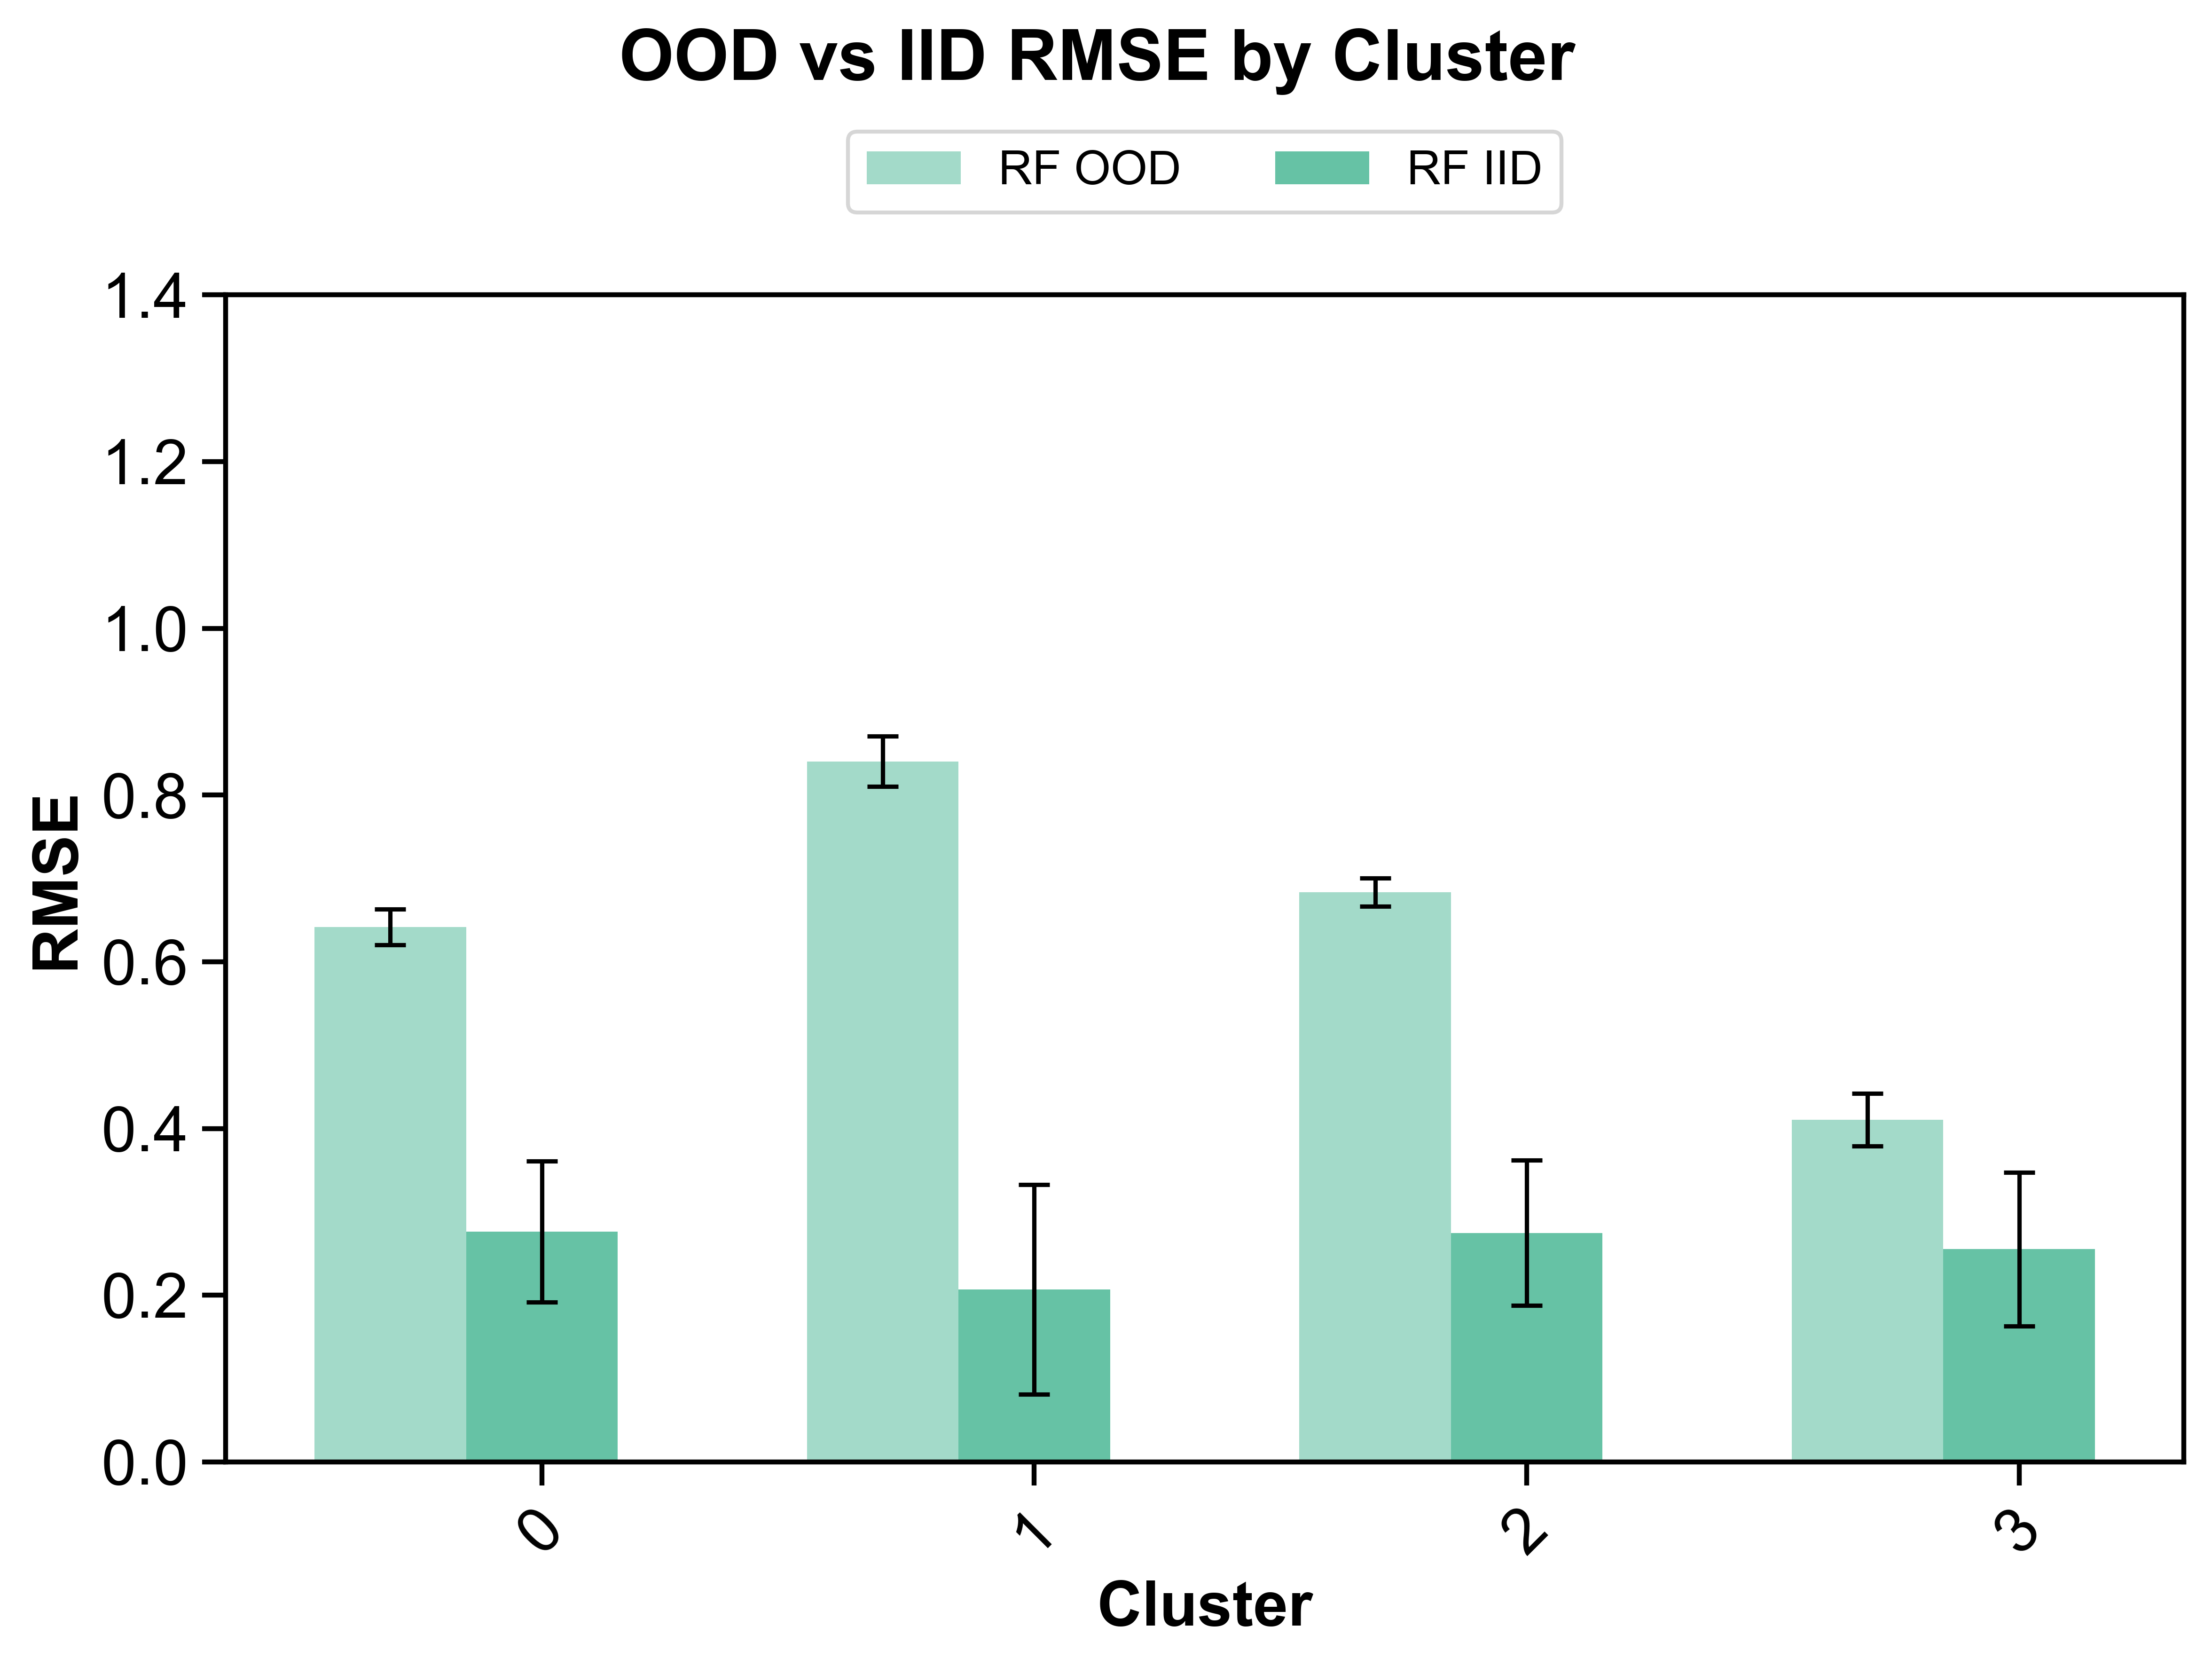 OOD vs IID RMSE by Cluster
RF OOD RF IID
1.4
1.2
1.0
0.8
0.6
0.4
0.2
0.0
RMSE
0 1 2 3
Cluster